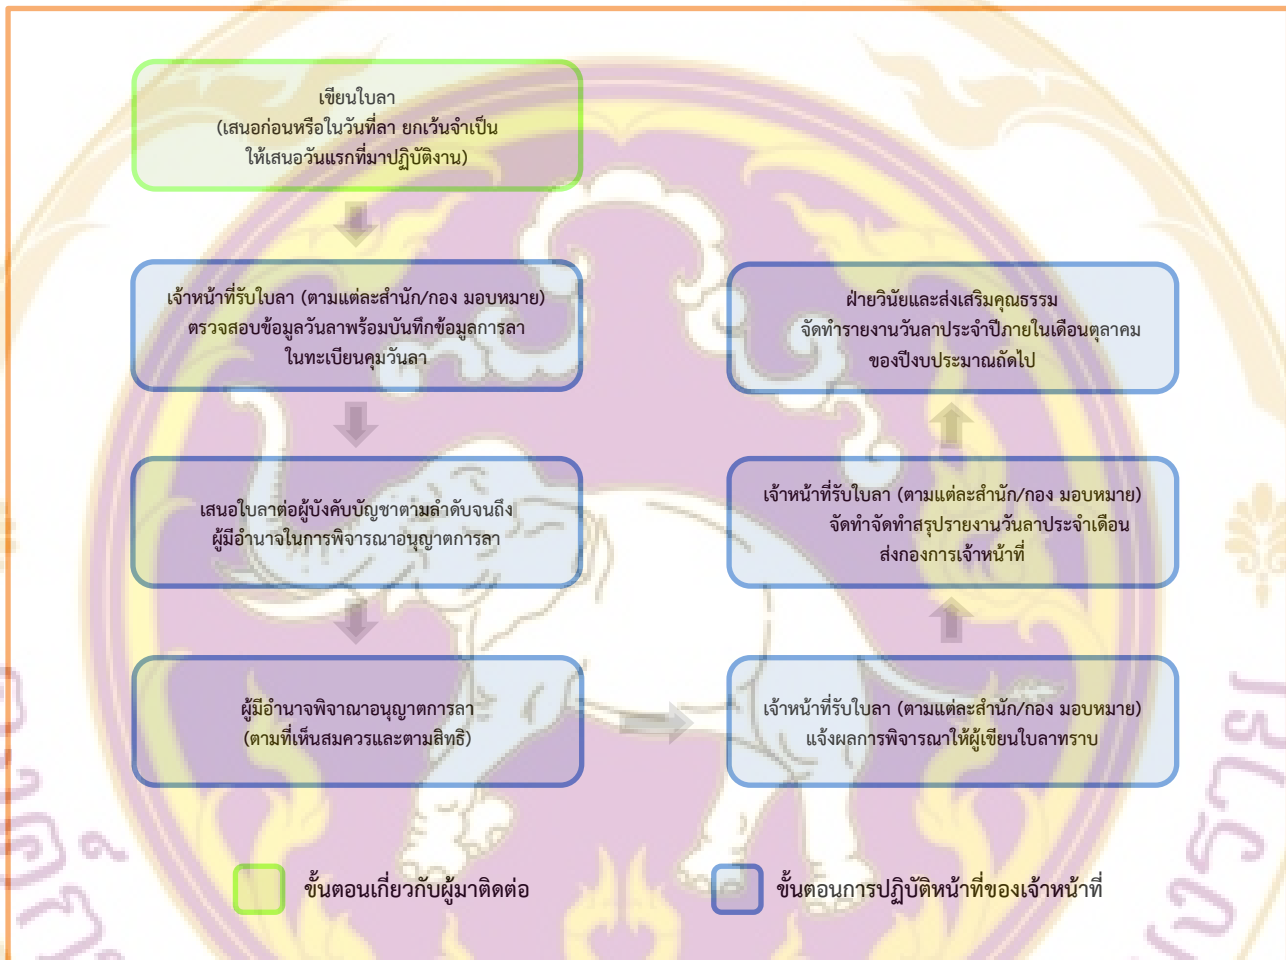 เขียนใบลา
(เสนอก่อนหรือในวันที่ลา ยกเว้นจำเป็น
ให้เสนอวันแรกที่มาปฏิบัติงาน)
เจ้าหน้าที่รับใบลา (ตามแต่ละสำนัก/กอง มอบหมาย)
ตรวจสอบข้อมูลวันลาพร้อมบันทึกข้อมูลการลา
ในทะเบียนคุมวันลา
เสนอใบลาต่อผู้บังคับบัญชาตามลำดับจนถึง
ผู้มีอำนาจในการพิจารณาอนุญาตการลา
ผู้มีอำนาจพิจาณาอนุญาตการลา
(ตามที่เห็นสมควรและตามสิทธิ)
เจ้าหน้าที่รับใบลา (ตามแต่ละสำนัก/กอง มอบหมาย)
แจ้งผลการพิจารณาให้ผู้เขียนใบลาทราบ
เจ้าหน้าที่รับใบลา (ตามแต่ละสำนัก/กอง มอบหมาย)
จัดทำจัดทำสรุปรายงานวันลาประจำเดือน
ส่งกองการเจ้าหน้าที่
ฝ่ายวินัยและส่งเสริมคุณธรรม
จัดทำรายงานวันลาประจำปีภายในเดือนตุลาคม
ของปีงบประมาณถัดไป
ขั้นตอนเกี่ยวกับผู้มาติดต่อ
ขั้นตอนการปฏิบัติหน้าที่ของเจ้าหน้าที่